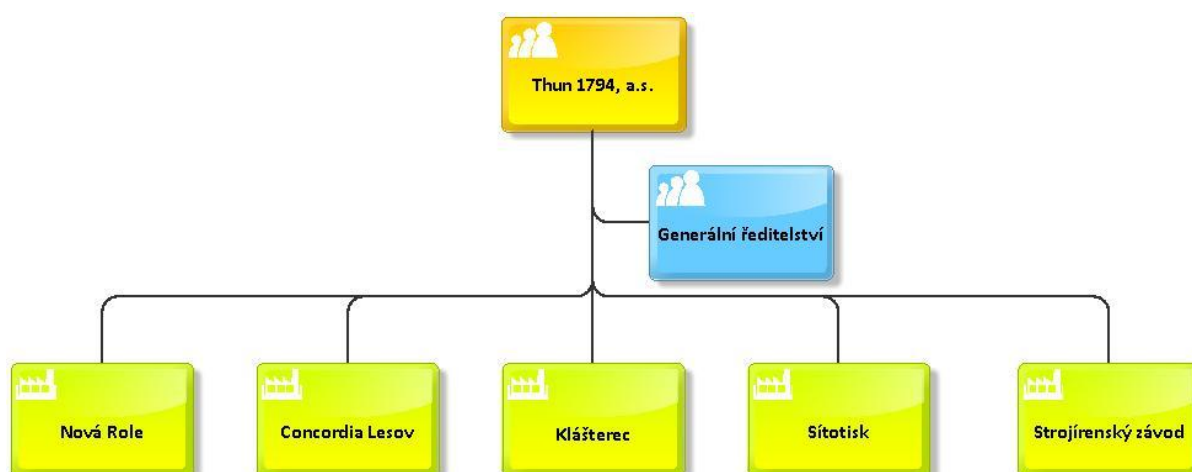 Thun 1794, a.s.
Generální ředitelství
Nová Role
Concordia Lesov
Klášterec
Sítotisk
Strojírenský závod